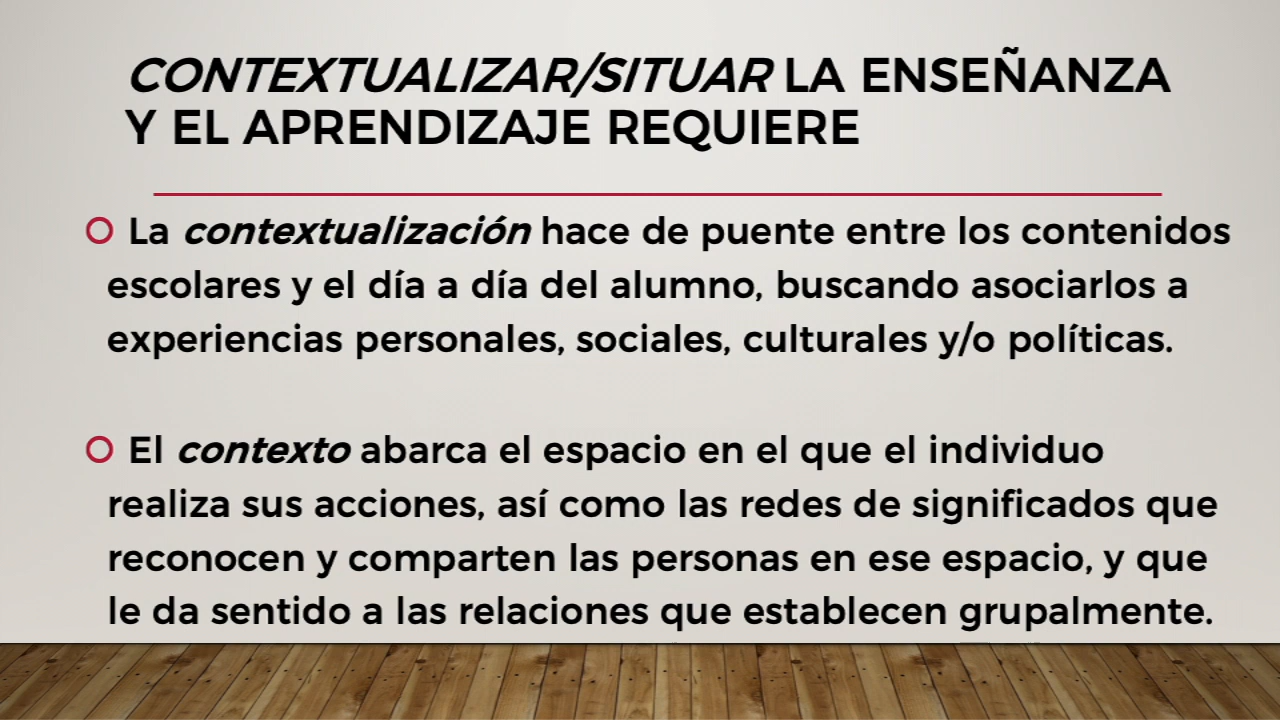 CONTEXTUALIZAR/SITUAR LA ENSEÑANZA
Y EL APRENDIZAJE REQUIERE
La contextualización hace de puente entre los contenidos
escolares y el día a día del alumno, buscando asociarlos a
experiencias personales, sociales, culturales y/o políticas.
El contexto abarca el espacio en el que el individuo
realiza sus acciones, así como las redes de significados que
reconocen y comparten las personas en ese espacio, y que
le da sentido a las relaciones que establecen grupalmente.